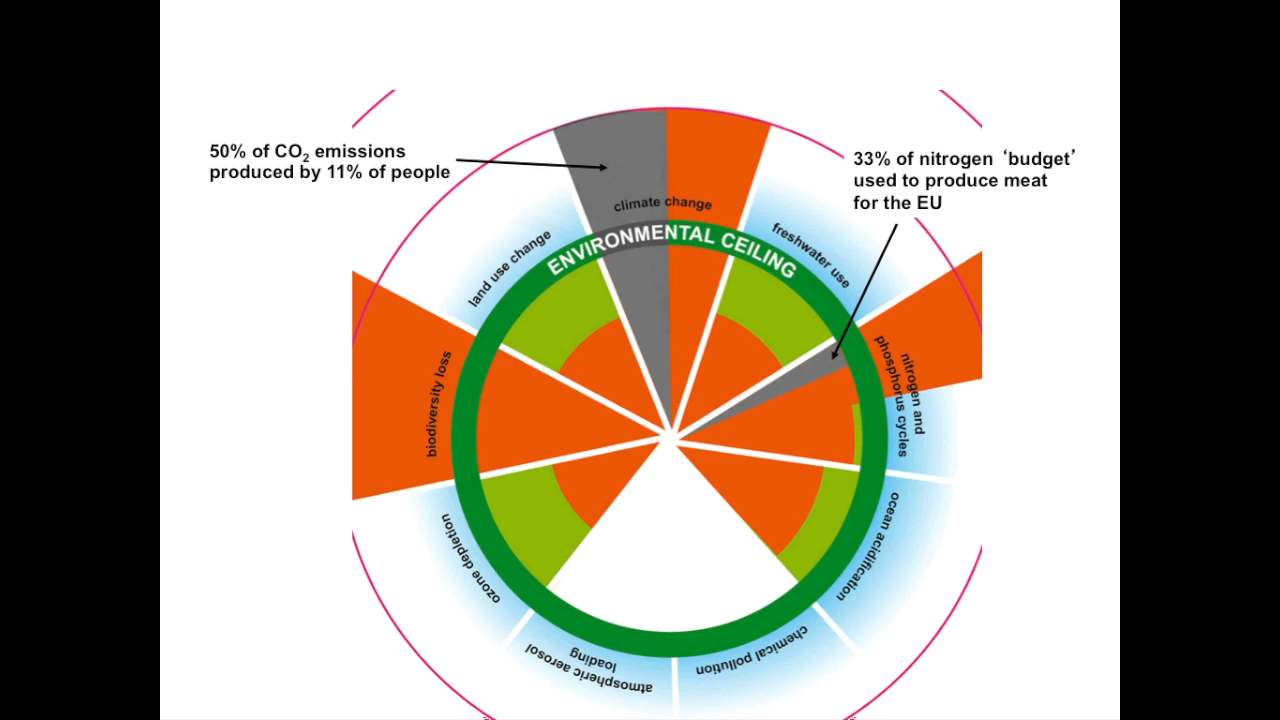 50% of CO₂ emissions
produced by 11% of people
33% of nitrogen ‘budget’
used to produce meat
for the EU
climate change
ENVIRONMENTAL CEILING
freshwater use
land use change
nitrogen and
phosphorus cycles
biodiversity loss
ocean acidification
ozone depletion
chemical pollution
atmospheric aerosol
loading